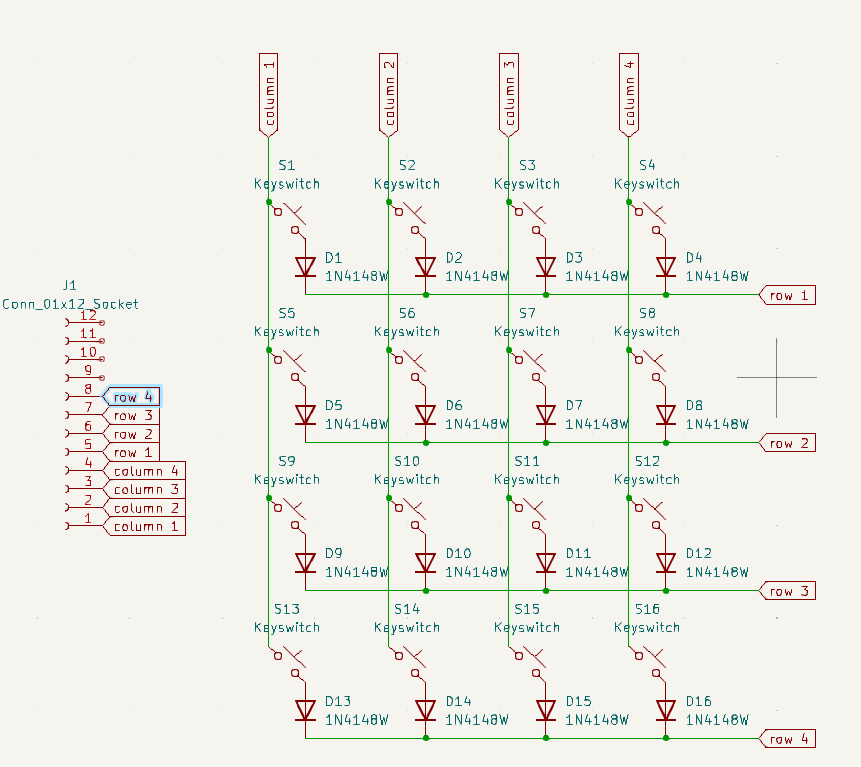 column 1
column 2
column 3
column 4
S1
S2
S3
S4
Keyswitch
Keyswitch
Keyswitch
Keyswitch
D1
D2
D3
D4
1N4148W
1N4148W
1N4148W
1N4148W
row 1
S5
S6
S7
S8
Keyswitch
Keyswitch
Keyswitch
Keyswitch
D5
D6
D7
D8
1N4148W
1N4148W
1N4148W
1N4148W
row 2
S9
S10
S11
S12
Keyswitch
Keyswitch
Keyswitch
Keyswitch
D9
D10
D11
D12
1N4148W
1N4148W
1N4148W
1N4148W
row 3
S13
S14
S15
S16
Keyswitch
Keyswitch
Keyswitch
Keyswitch
D13
D14
D15
D16
1N4148W
1N4148W
1N4148W
1N4148W
row 4
J1
Conn_01x12_Socket
12
11
10
9
8 row 4
7 row 3
6 row 2
5 row 1
4 column 4
3 column 3
2 column 2
1 column 1